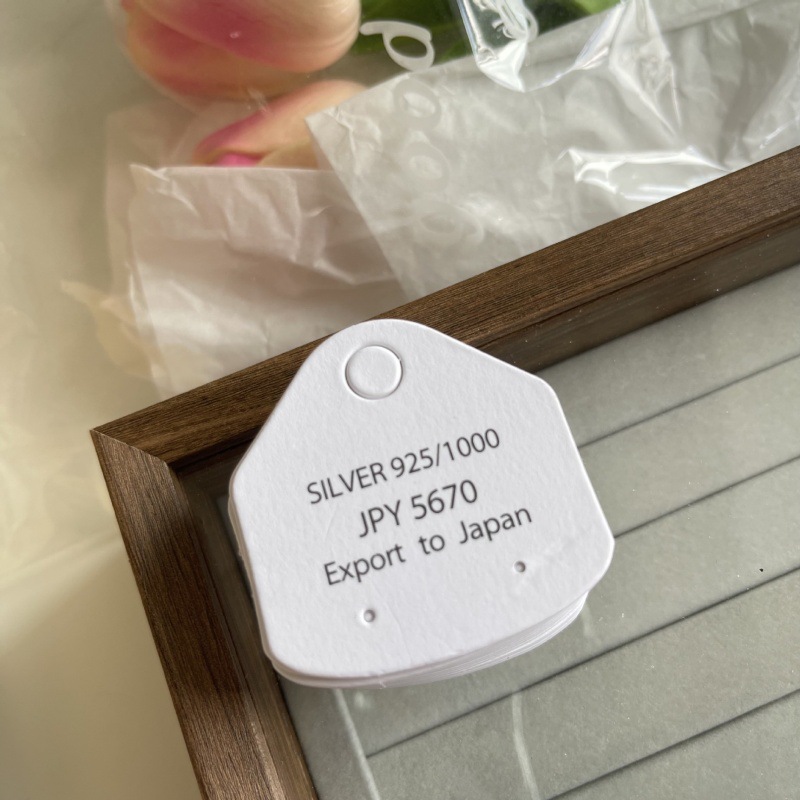 SILVER 925/1000
JPY 5670
Export to Japan